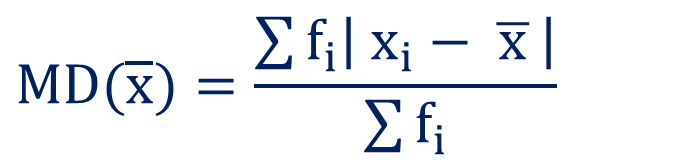 MD(x̅) = ∑ fᵢ| xᵢ − x̅ | / ∑ fᵢ